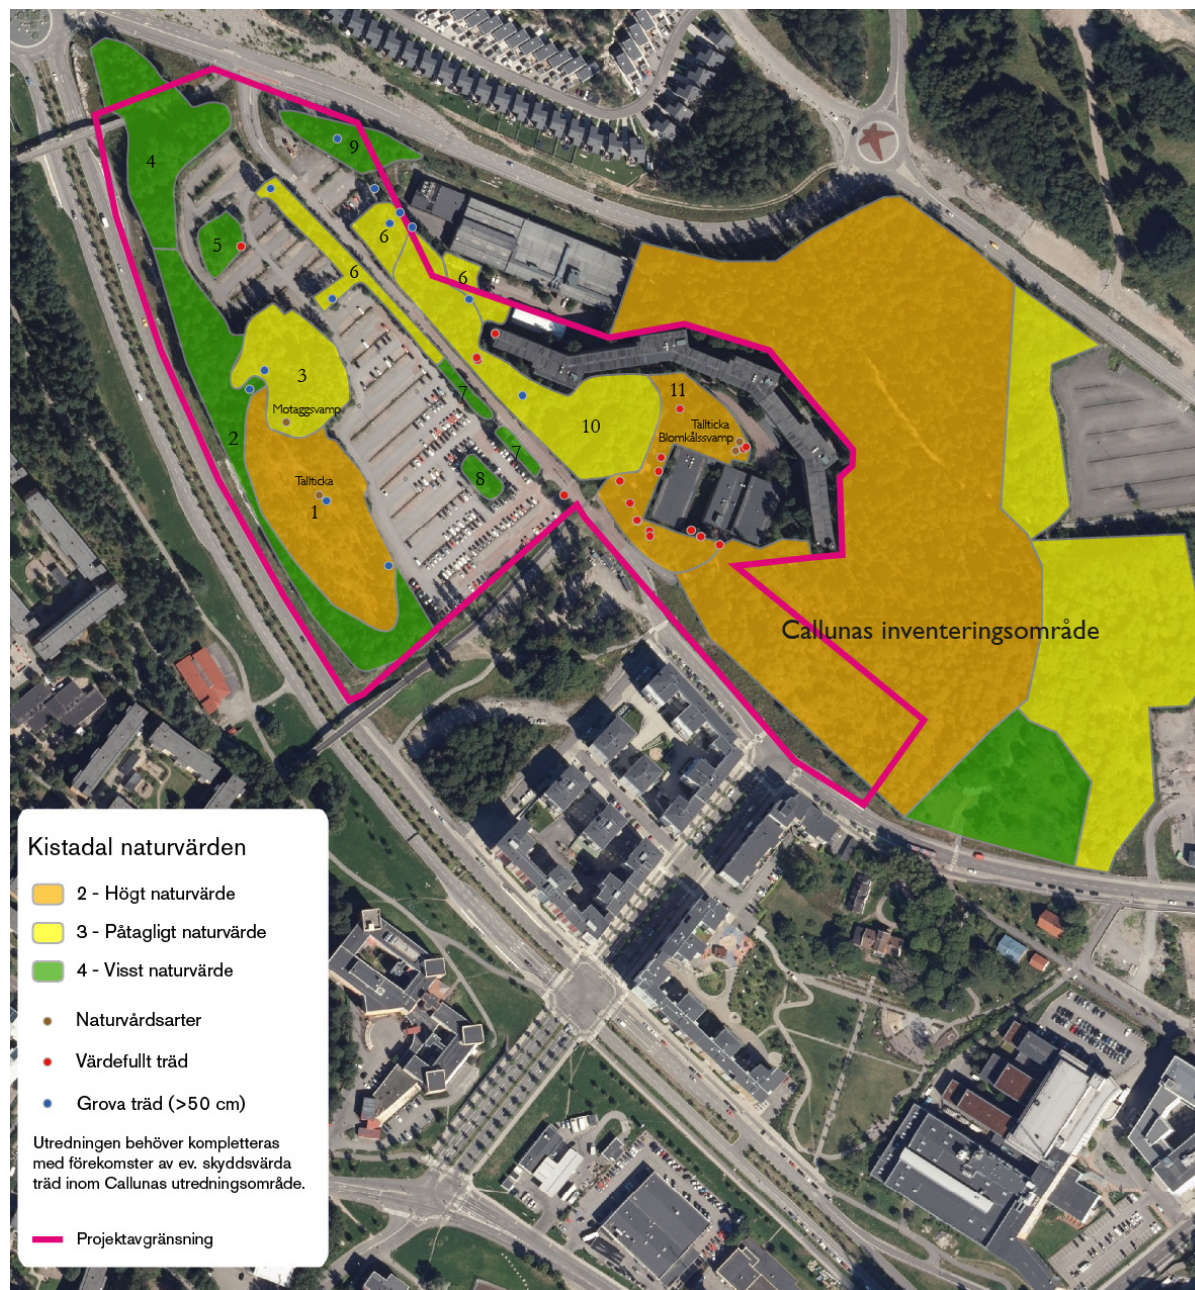 9
4
5
6
6
6
3
Motaggsvamp
11
Tallticka
Blomkålssvamp
7
10
2
7
8
Tallticka
1
Callunas inventeringsområde
Kistadal naturvärden
2 - Högt naturvärde
3 - Påtagligt naturvärde
4 - Visst naturvärde
Naturvårdsarter
Värdefullt träd
Grova träd (>50 cm)
Utredningen behöver kompletteras
med förekomster av ev. skyddsvärda
träd inom Callunas utredningsområde.
Projektavgränsning